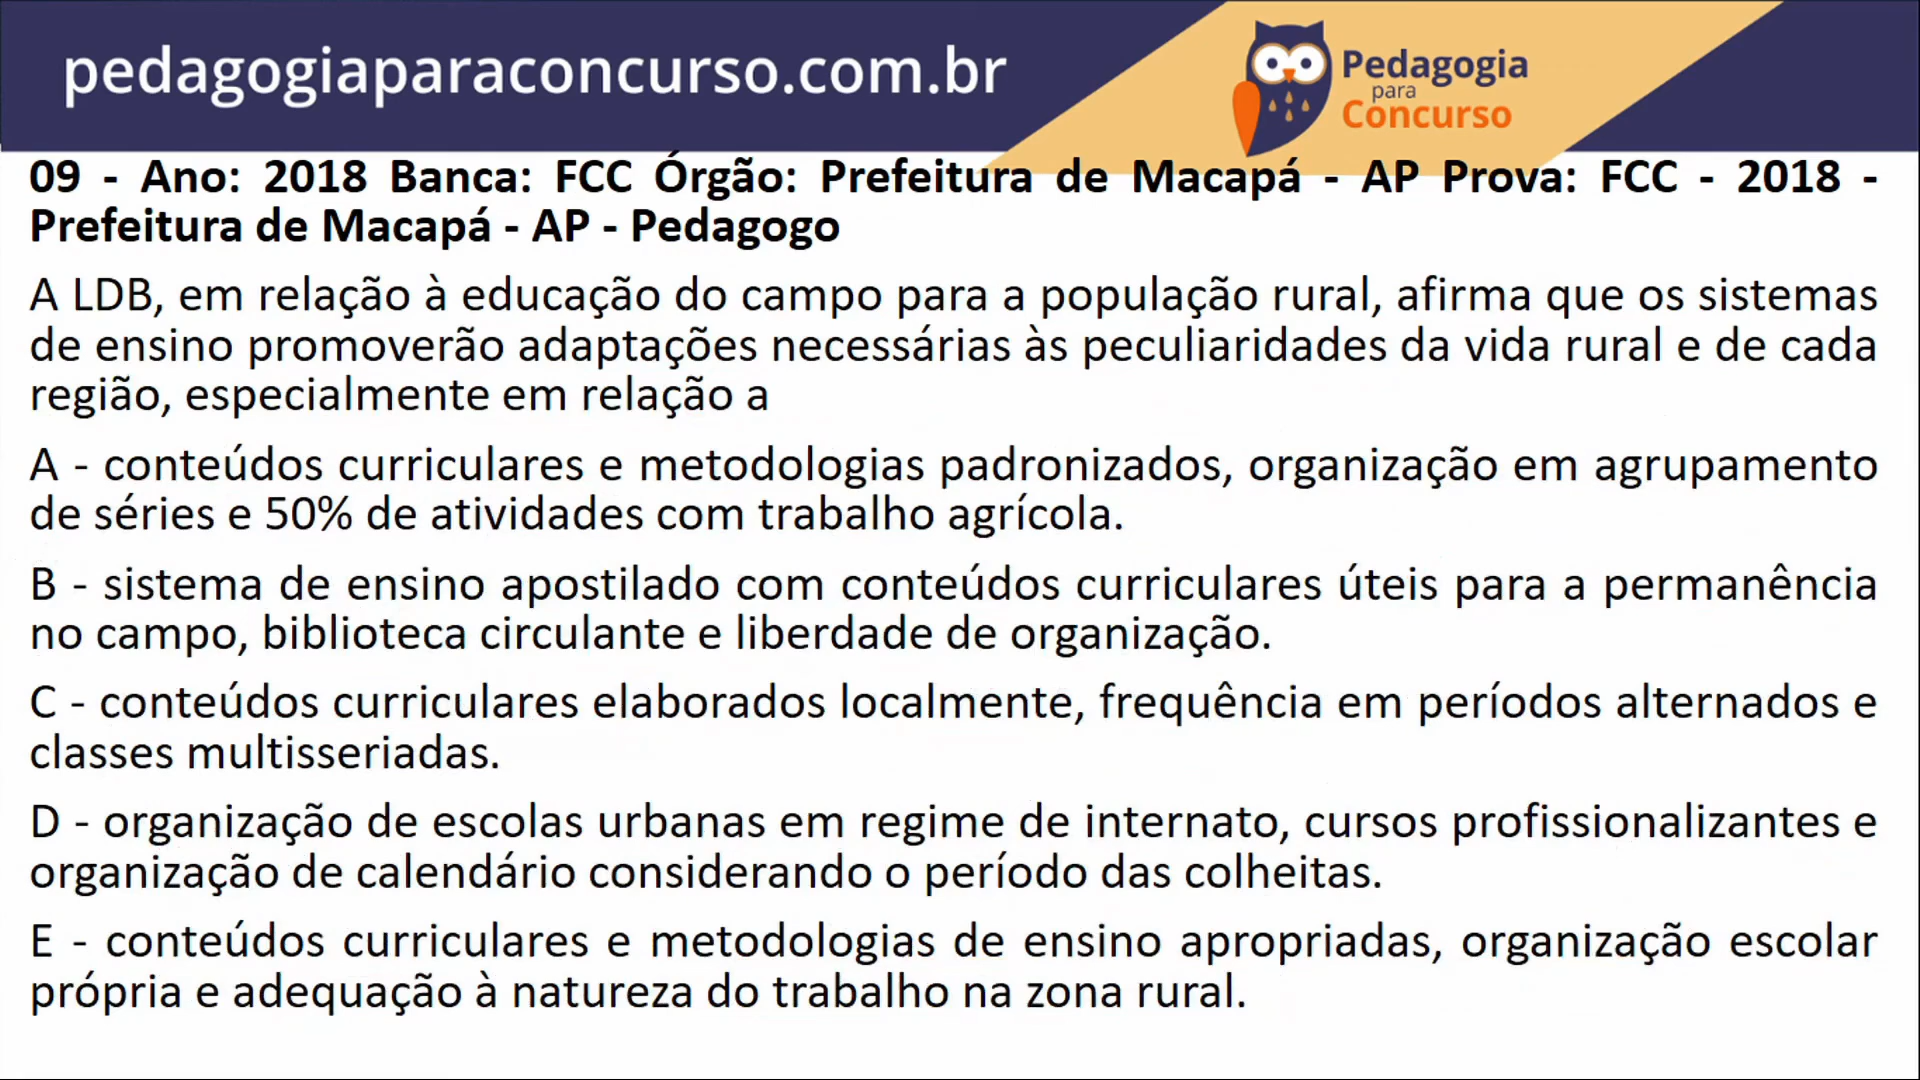 pedagogiaparaconcurso.com.br
Pedagogia
para
Concurso
09 - Ano: 2018 Banca: FCC Órgão: Prefeitura de Macapá - AP Prova: FCC - 2018 -
Prefeitura de Macapá - AP - Pedagogo
A LDB, em relação à educação do campo para a população rural, afirma que os sistemas
de ensino promoverão adaptações necessárias às peculiaridades da vida rural e de cada
região, especialmente em relação a
A - conteúdos curriculares e metodologias padronizados, organização em agrupamento
de séries e 50% de atividades com trabalho agrícola.
B - sistema de ensino apostilado com conteúdos curriculares úteis para a permanência
no campo, biblioteca circulante e liberdade de organização.
C - conteúdos curriculares elaborados localmente, frequência em períodos alternados e
classes multisseriadas.
D - organização de escolas urbanas em regime de internato, cursos profissionalizantes e
organização de calendário considerando o período das colheitas.
E - conteúdos curriculares e metodologias de ensino apropriadas, organização escolar
própria e adequação à natureza do trabalho na zona rural.